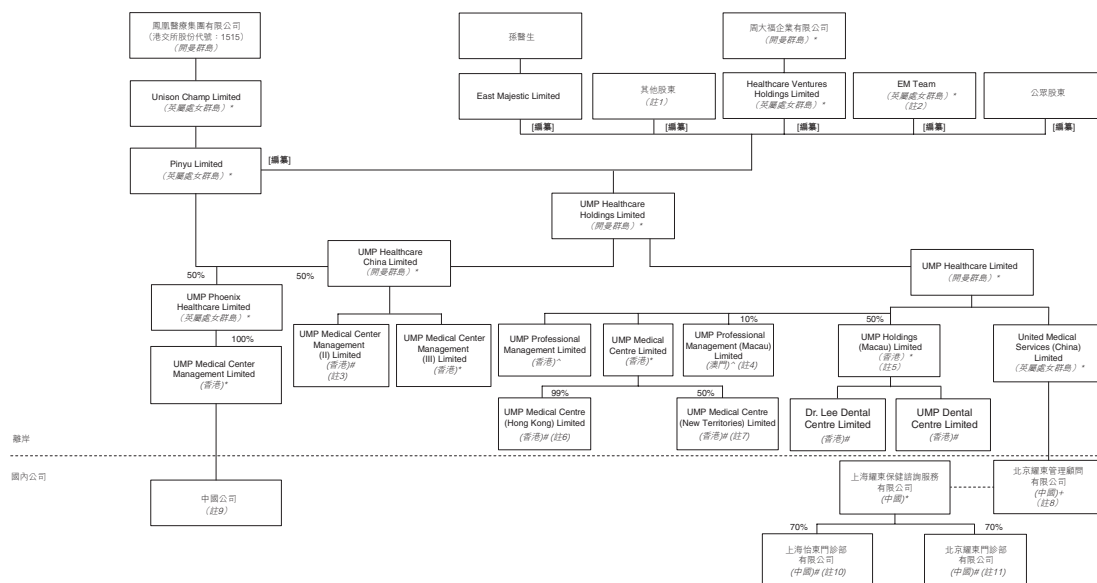 鳳凰醫療集團有限公司
（港交所股份代號：1515）
（開曼群島）
孫醫生
周大福企業有限公司
（開曼群島）*
Unison Champ Limited
（英屬處女群島）*
East Majestic Limited
其他股東
（註1）
Healthcare Ventures
Holdings Limited
（英屬處女群島）*
EM Team
（英屬處女群島）*
（註2）
公眾股東
[編纂]
[編纂]
[編纂]
[編纂]
[編纂]
Pinyu Limited
（英屬處女群島）*
[編纂]
UMP Healthcare
Holdings Limited
（開曼群島）*
UMP Healthcare
China Limited
（開曼群島）*
UMP Healthcare Limited
（開曼群島）*
50%
50%
UMP Phoenix
Healthcare Limited
（英屬處女群島）*
100%
UMP Medical Center
Management Limited
(香港)*
UMP Medical Center
Management
(II) Limited
(香港)#
(註3)
UMP Medical Center
Management
(III) Limited
(香港)*
UMP Professional
Management Limited
(香港)^
UMP Medical
Centre Limited
(香港)*
10%
UMP Professional
Management (Macau)
Limited
(澳門)^ (註4)
50%
UMP Holdings
(Macau) Limited
(香港）*
（註5）
United Medical
Services (China)
Limited
（英屬處女群島）*
99%
UMP Medical Centre
(Hong Kong) Limited
(香港)# (註6)
50%
UMP Medical Centre
(New Territories) Limited
(香港)# (註7)
Dr. Lee Dental
Centre Limited
(香港)#
UMP Dental
Centre Limited
(香港)#
離岸
國內公司
中國公司
（註9）
上海耀東保健諮詢服務
有限公司
(中國)*
北京耀東管理顧問
有限公司
(中國)+
（註8）
70%
70%
上海怡東門診部
有限公司
(中國)# (註10)
北京耀東門診部
有限公司
(中國)# (註11)